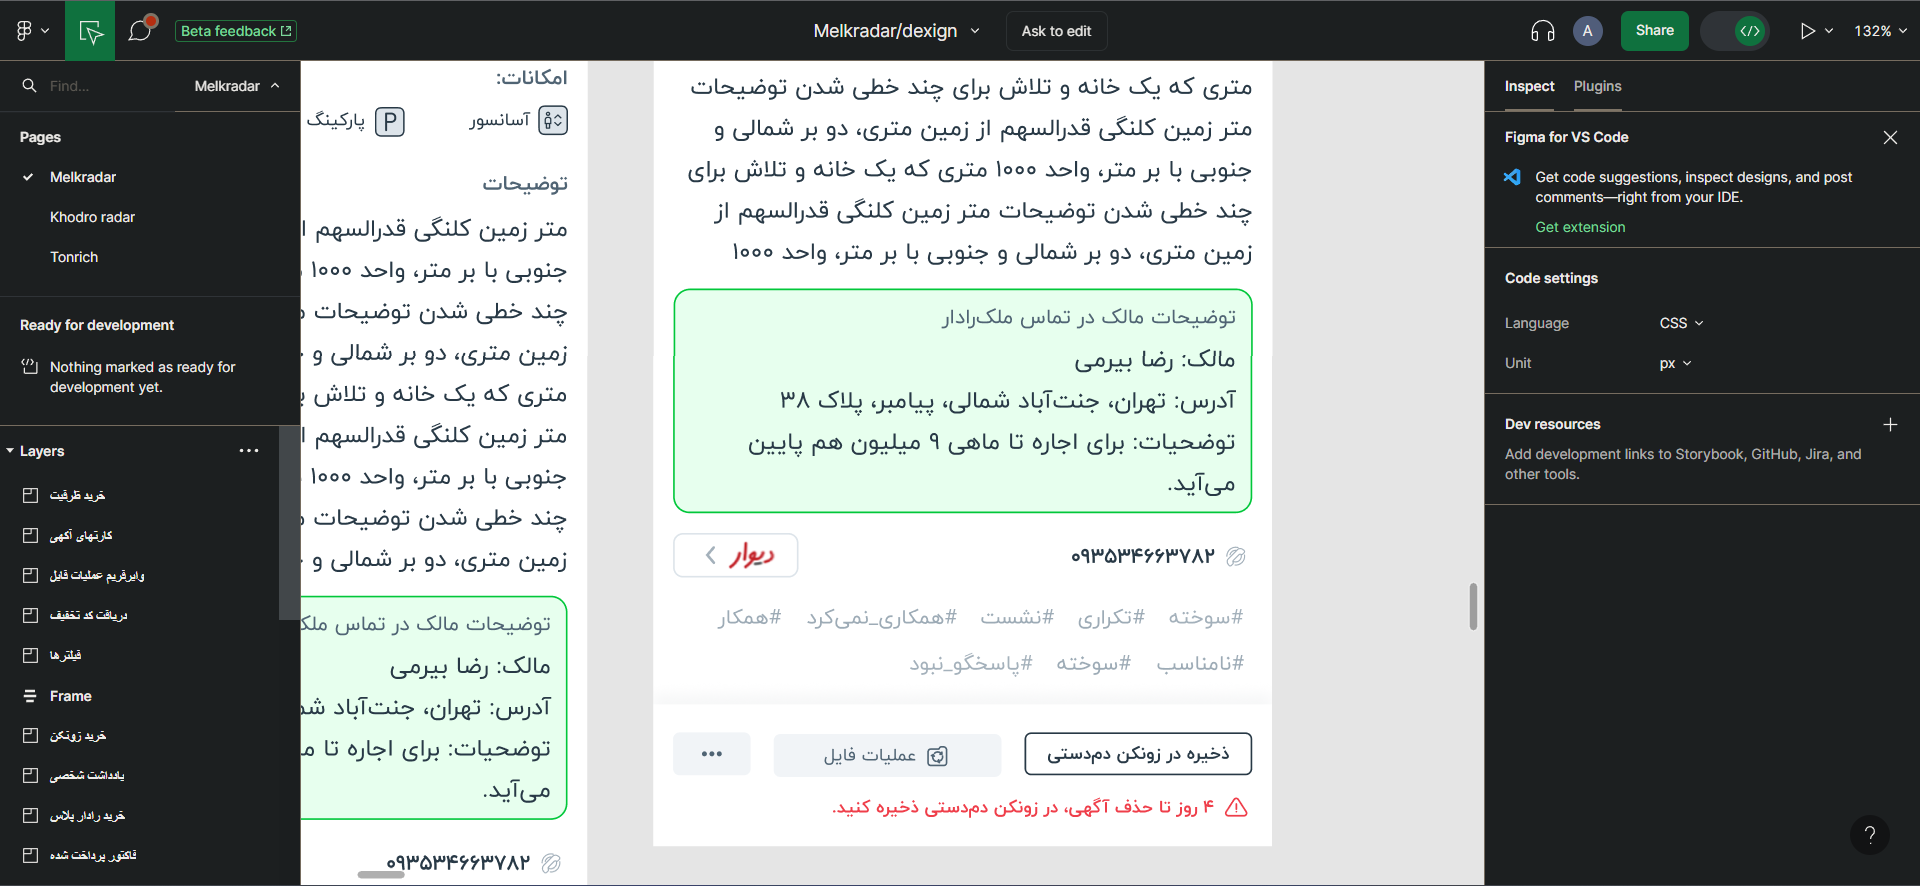 Beta feedback
Melkradar/dexign
Ask to edit
A
Share
132%
Find...
Melkradar
Pages
Melkradar
Khodro radar
Tonrich
Ready for development
Nothing marked as ready for
development yet.
Layers
خرید ظرفیت
کارتهای آگهی
وایرفریم عملیات فایل
دریافت کد تخفیف
فیلترها
Frame
خرید زونکن
یادداشت شخصی
خرید رادار پلاس
فاکتور پرداخت شده
امکانات:
آسانسور
P پارکینگ
توضیحات
متر زمین کلنگی قدرالسهم
جنوبی با بر متر، واحد ۱۰۰۰
چند خطی شدن توضیحات
زمین متری، دو بر شمالی و
متری که یک خانه و تلاش
متر زمین کلنگی قدرالسهم
جنوبی با بر متر، واحد ۱۰۰۰
چند خطی شدن توضیحات
زمین متری، دو بر شمالی و
توضیحات مالک در تماس
مالک: رضا بیرمی
آدرس: تهران، جنت‌آباد
توضحیات: برای اجاره تا
می‌آید.
۰۹۳۵۳۴۶۶۳۷۸۲
متری که یک خانه و تلاش برای چند خطی شدن توضیحات
متر زمین کلنگی قدرالسهم از زمین متری، دو بر شمالی و
جنوبی با بر متر، واحد ۱۰۰۰ متری که یک خانه و تلاش برای
چند خطی شدن توضیحات متر زمین کلنگی قدرالسهم از
زمین متری، دو بر شمالی و جنوبی با بر متر، واحد ۱۰۰۰
توضیحات مالک در تماس ملک‌رادار
مالک: رضا بیرمی
آدرس: تهران، جنت‌آباد شمالی، پیامبر، پلاک ۳۸
توضحیات: برای اجاره تا ماهی ۹ میلیون هم پایین
می‌آید.
۰۹۳۵۳۴۶۶۳۷۸۲
دیوار
#سوخته #تکراری #نشست #همکاری_نمی‌کرد #همکار
#نامناسب #سوخته #پاسخگو_نبود
ذخیره در زونکن دم‌دستی
عملیات فایل
۴ روز تا حذف آگهی، در زونکن دم‌دستی ذخیره کنید.
Inspect
Plugins
Figma for VS Code
Get code suggestions, inspect designs, and post
comments—right from your IDE.
Get extension
Code settings
Language
CSS
Unit
px
Dev resources
Add development links to Storybook, GitHub, Jira, and
other tools.
?